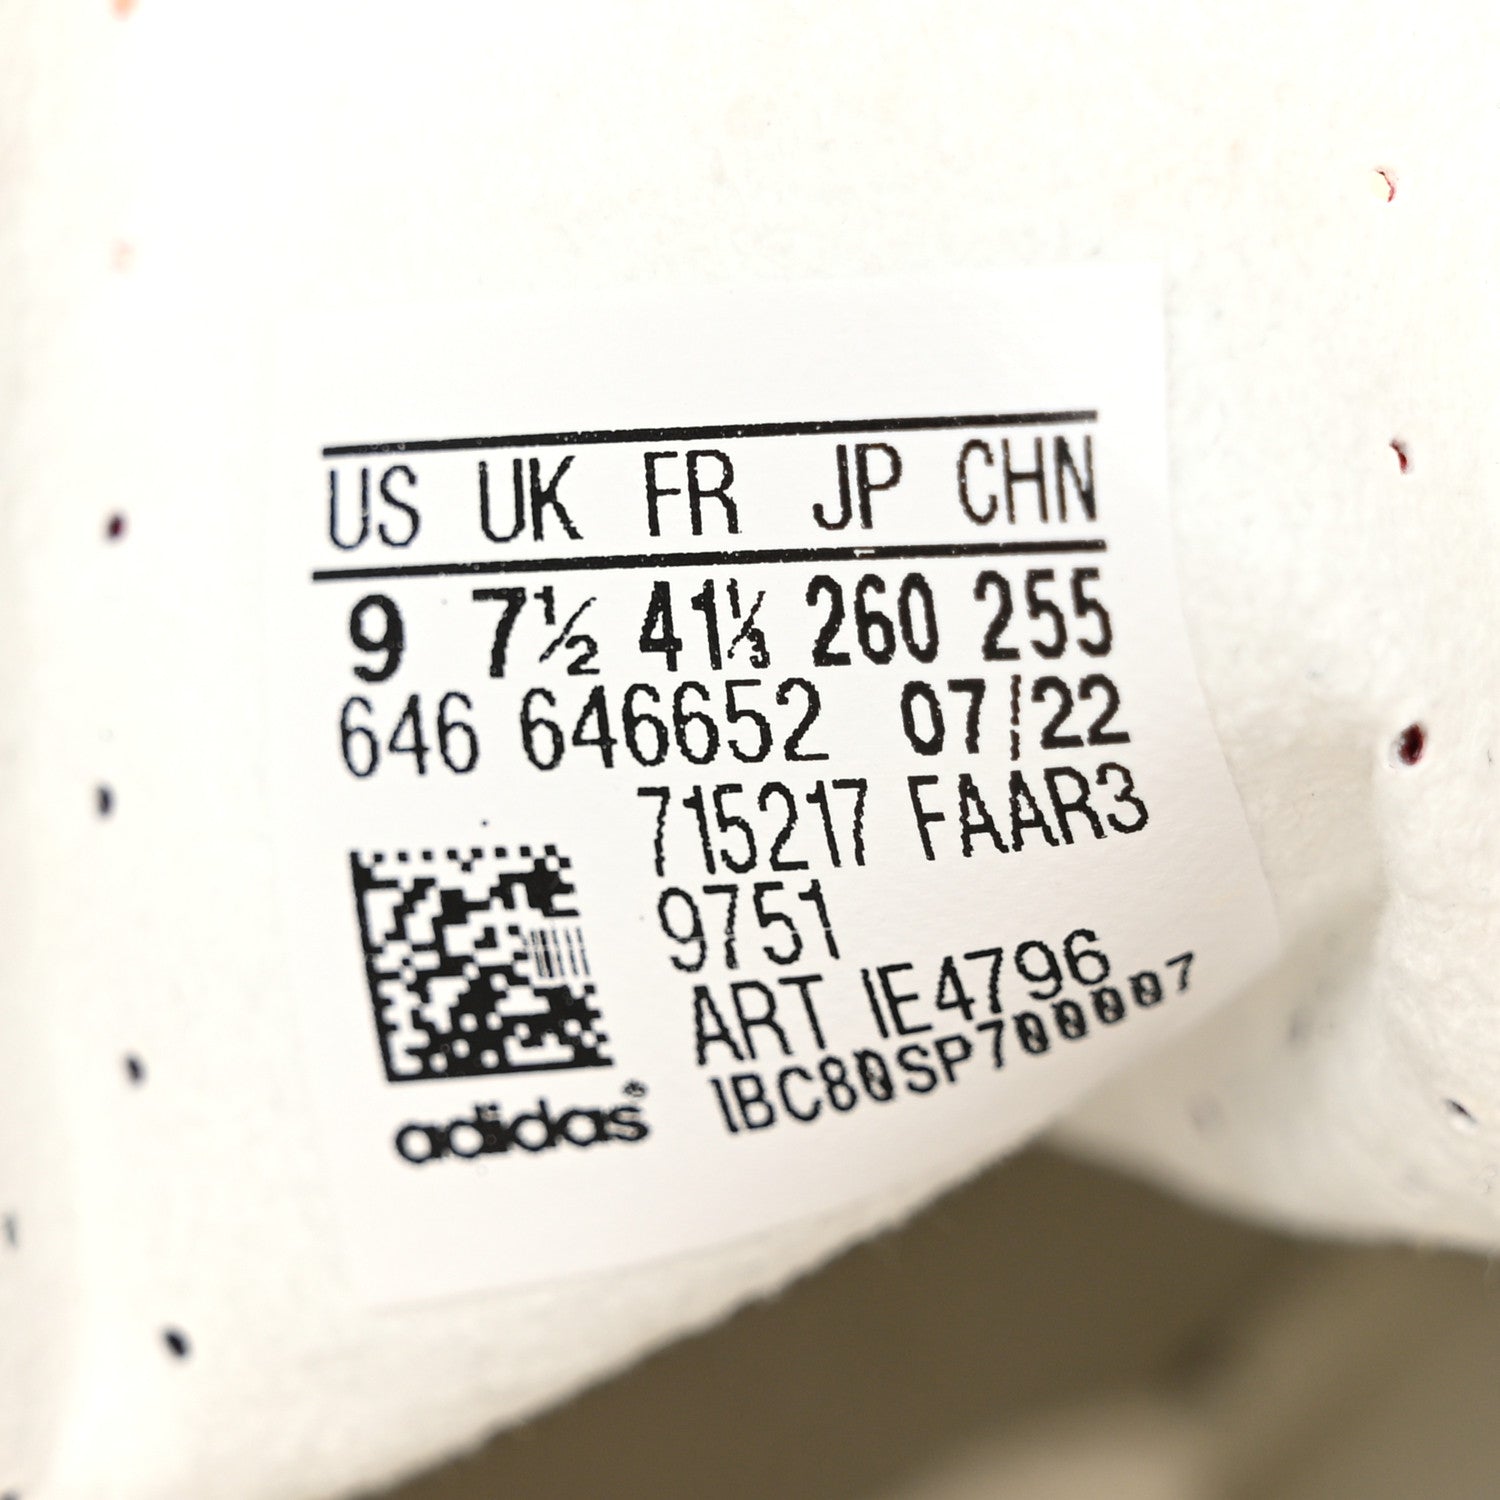 US UK FR JP CHN
9 7½ 41⅓ 260 255
646 646652 07/22
715217 FAAR3
9751
ART IE4796
IBC80SP700007
adidas®